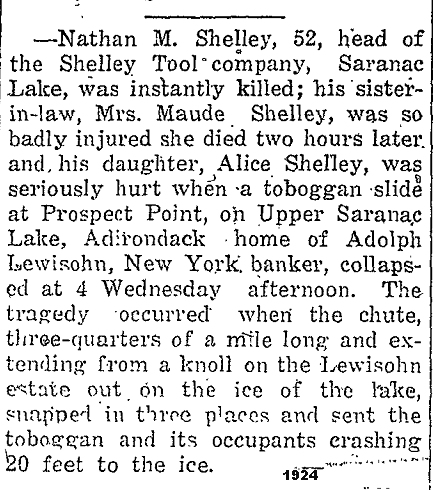 —Nathan M. Shelley, 52, head of
the Shelley Tool company, Saranac
Lake, was instantly killed; his sister-
in-law, Mrs. Maude Shelley, was so
badly injured she died two hours later
and his daughter, Alice Shelley, was
seriously hurt when a toboggan slide
at Prospect Point, on Upper Saranac
Lake, Adirondack home of Adolph
Lewisohn, New York banker, collaps-
ed at 4 Wednesday afternoon. The
tragedy occurred when the chute,
three-quarters of a mile long and ex-
tending from a knoll on the Lewisohn
estate out on the ice of the lake,
snapped in three places and sent the
toboggan and its occupants crashing
20 feet to the ice.
1924